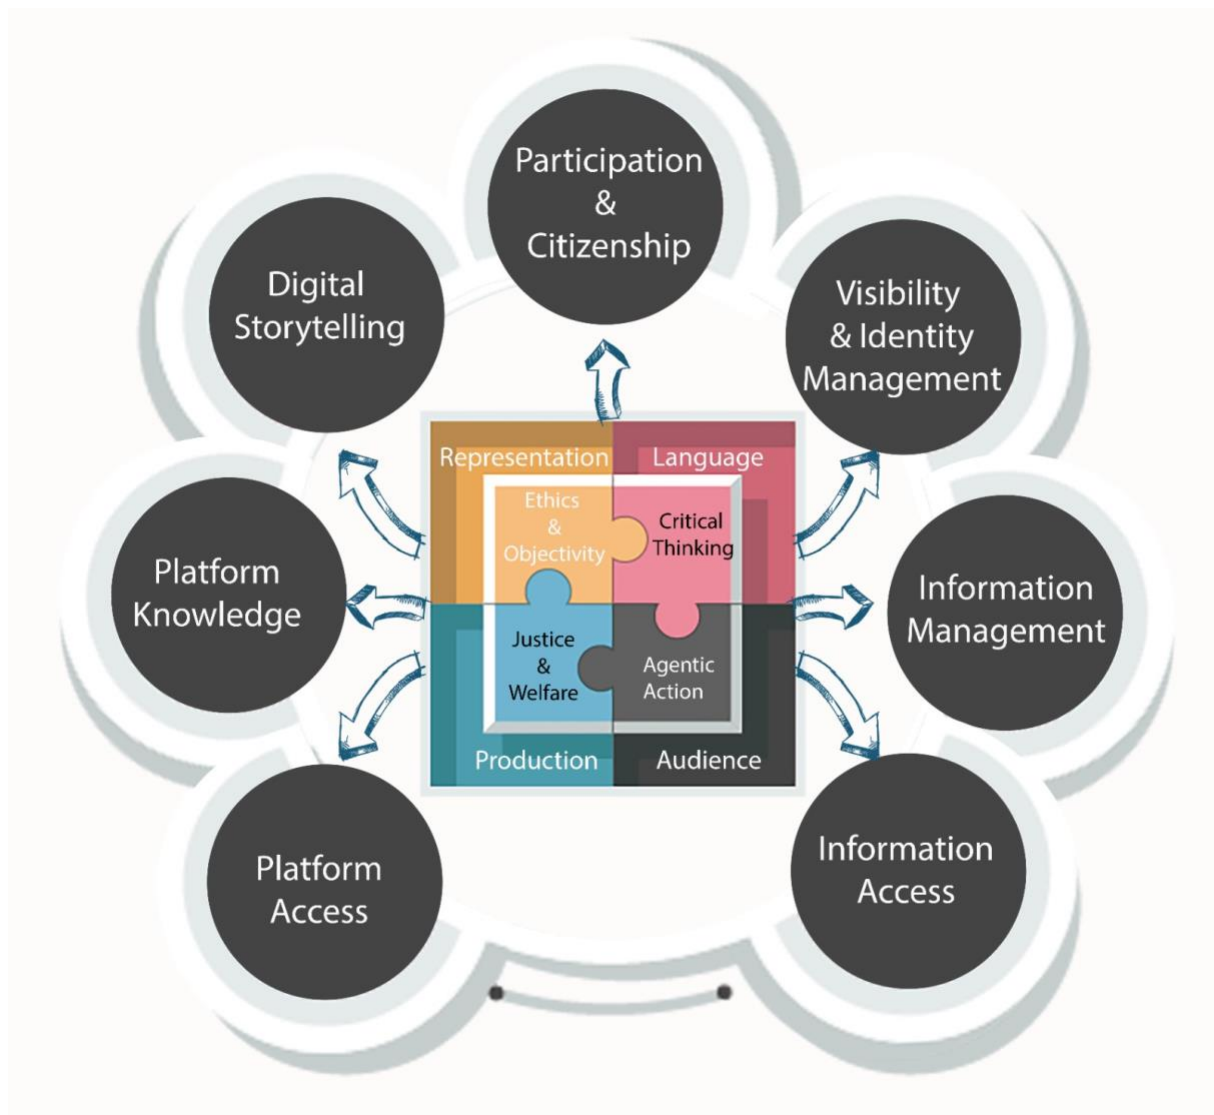 Participation
&
Citizenship
Digital
Storytelling
Visibility
& Identity
Management
Representation
Language
Ethics
&
Objectivity
Critical
Thinking
Platform
Knowledge
Information
Management
Justice
&
Welfare
Agentic
Action
Production
Audience
Platform
Access
Information
Access